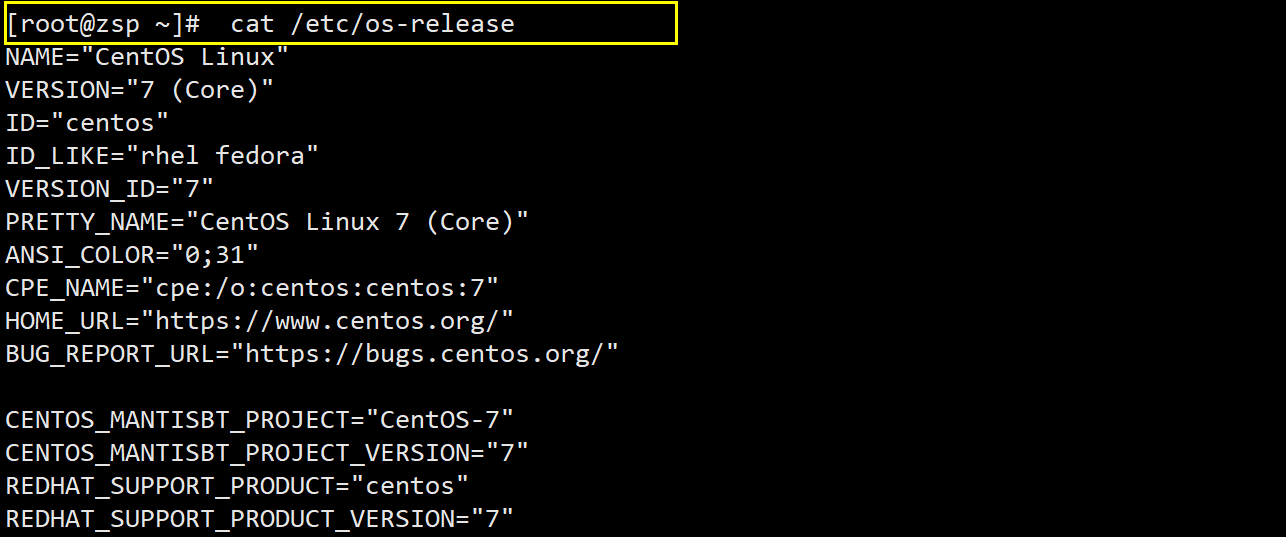 [root@zsp ~]#  cat /etc/os-release
NAME="CentOS Linux"
VERSION="7 (Core)"
ID="centos"
ID_LIKE="rhel fedora"
VERSION_ID="7"
PRETTY_NAME="CentOS Linux 7 (Core)"
ANSI_COLOR="0;31"
CPE_NAME="cpe:/o:centos:centos:7"
HOME_URL="https://www.centos.org/"
BUG_REPORT_URL="https://bugs.centos.org/"

CENTOS_MANTISBT_PROJECT="CentOS-7"
CENTOS_MANTISBT_PROJECT_VERSION="7"
REDHAT_SUPPORT_PRODUCT="centos"
REDHAT_SUPPORT_PRODUCT_VERSION="7"